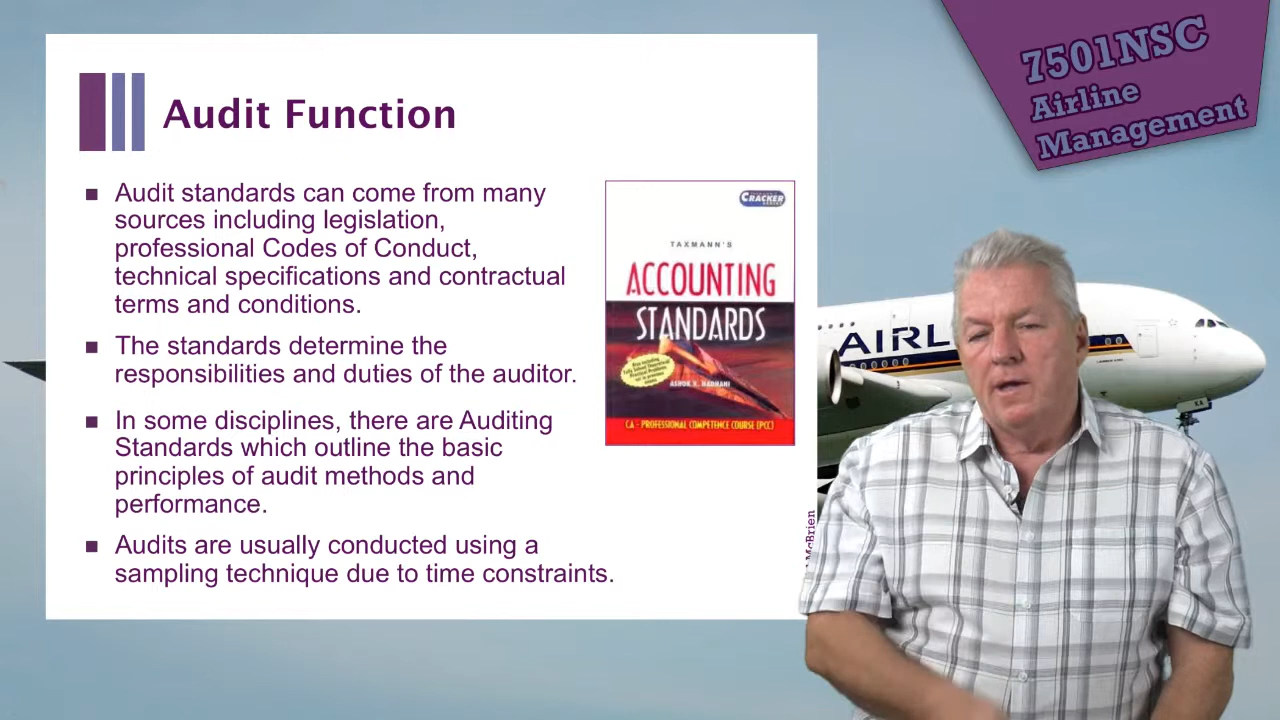 7501NSC
Airline
Management
Audit Function
Audit standards can come from many
sources including legislation,
professional Codes of Conduct,
technical specifications and contractual
terms and conditions.
The standards determine the
responsibilities and duties of the auditor.
In some disciplines, there are Auditing
Standards which outline the basic
principles of audit methods and
performance.
Audits are usually conducted using a
sampling technique due to time constraints.
CRACKER
TAXMANN'S
ACCOUNTING
STANDARDS
CA - PROFESSIONAL COMPETENCE COURSE (PCC)
AIRL
McBrien